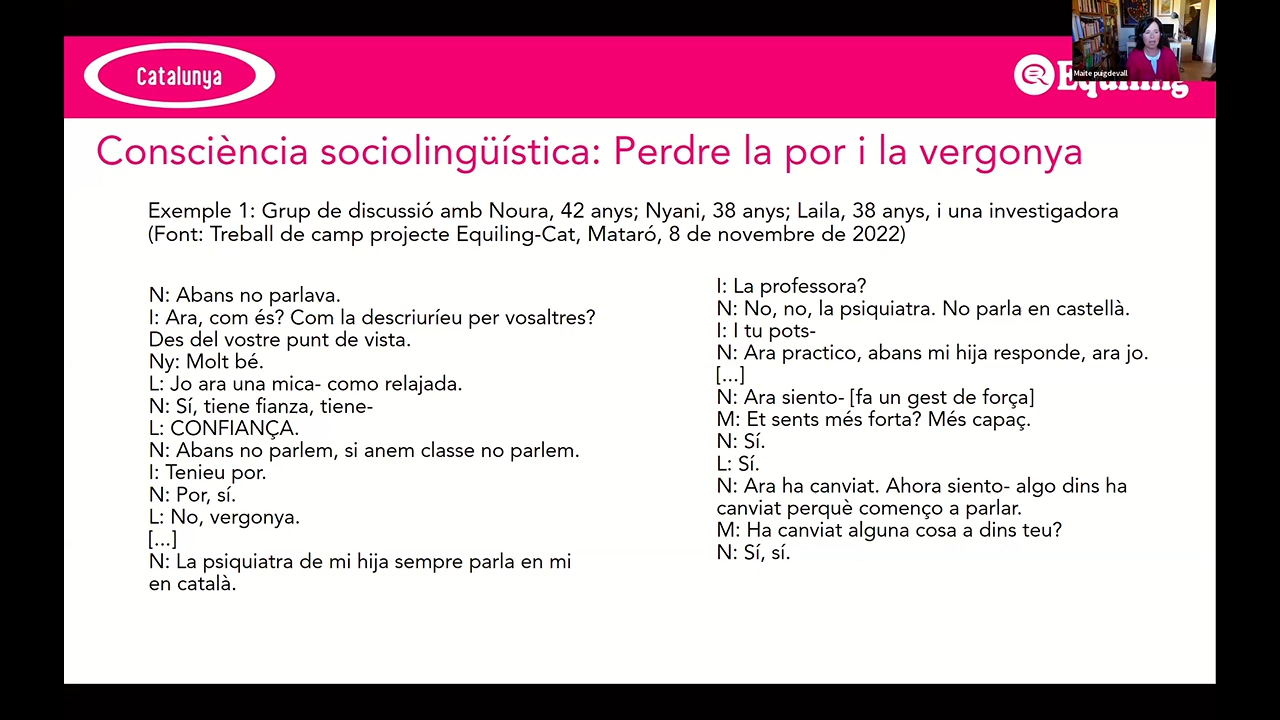 Catalunya
Equiling
Maite puigdevall
Consciència sociolingüística: Perdre la por i la vergonya
Exemple 1: Grup de discussió amb Noura, 42 anys; Nyani, 38 anys; Laila, 38 anys, i una investigadora
(Font: Treball de camp projecte Equiling-Cat, Mataró, 8 de novembre de 2022)
N: Abans no parlava.
I: Ara, com és? Com la descriuríeu per vosaltres?
Des del vostre punt de vista.
Ny: Molt bé.
L: Jo ara una mica- como relajada.
N: Sí, tiene fianza, tiene-
L: CONFIANÇA.
N: Abans no parlem, si anem classe no parlem.
I: Tenieu por.
N: Por, sí.
L: No, vergonya.
[...]
N: La psiquiatra de mi hija sempre parla en mi
en català.
I: La professora?
N: No, no, la psiquiatra. No parla en castellà.
I: I tu pots-
N: Ara practico, abans mi hija responde, ara jo.
[...]
N: Ara siento- [fa un gest de força]
M: Et sents més forta? Més capaç.
N: Sí.
L: Sí.
N: Ara ha canviat. Ahora siento- algo dins ha
canviat perquè començo a parlar.
M: Ha canviat alguna cosa a dins teu?
N: Sí, sí.